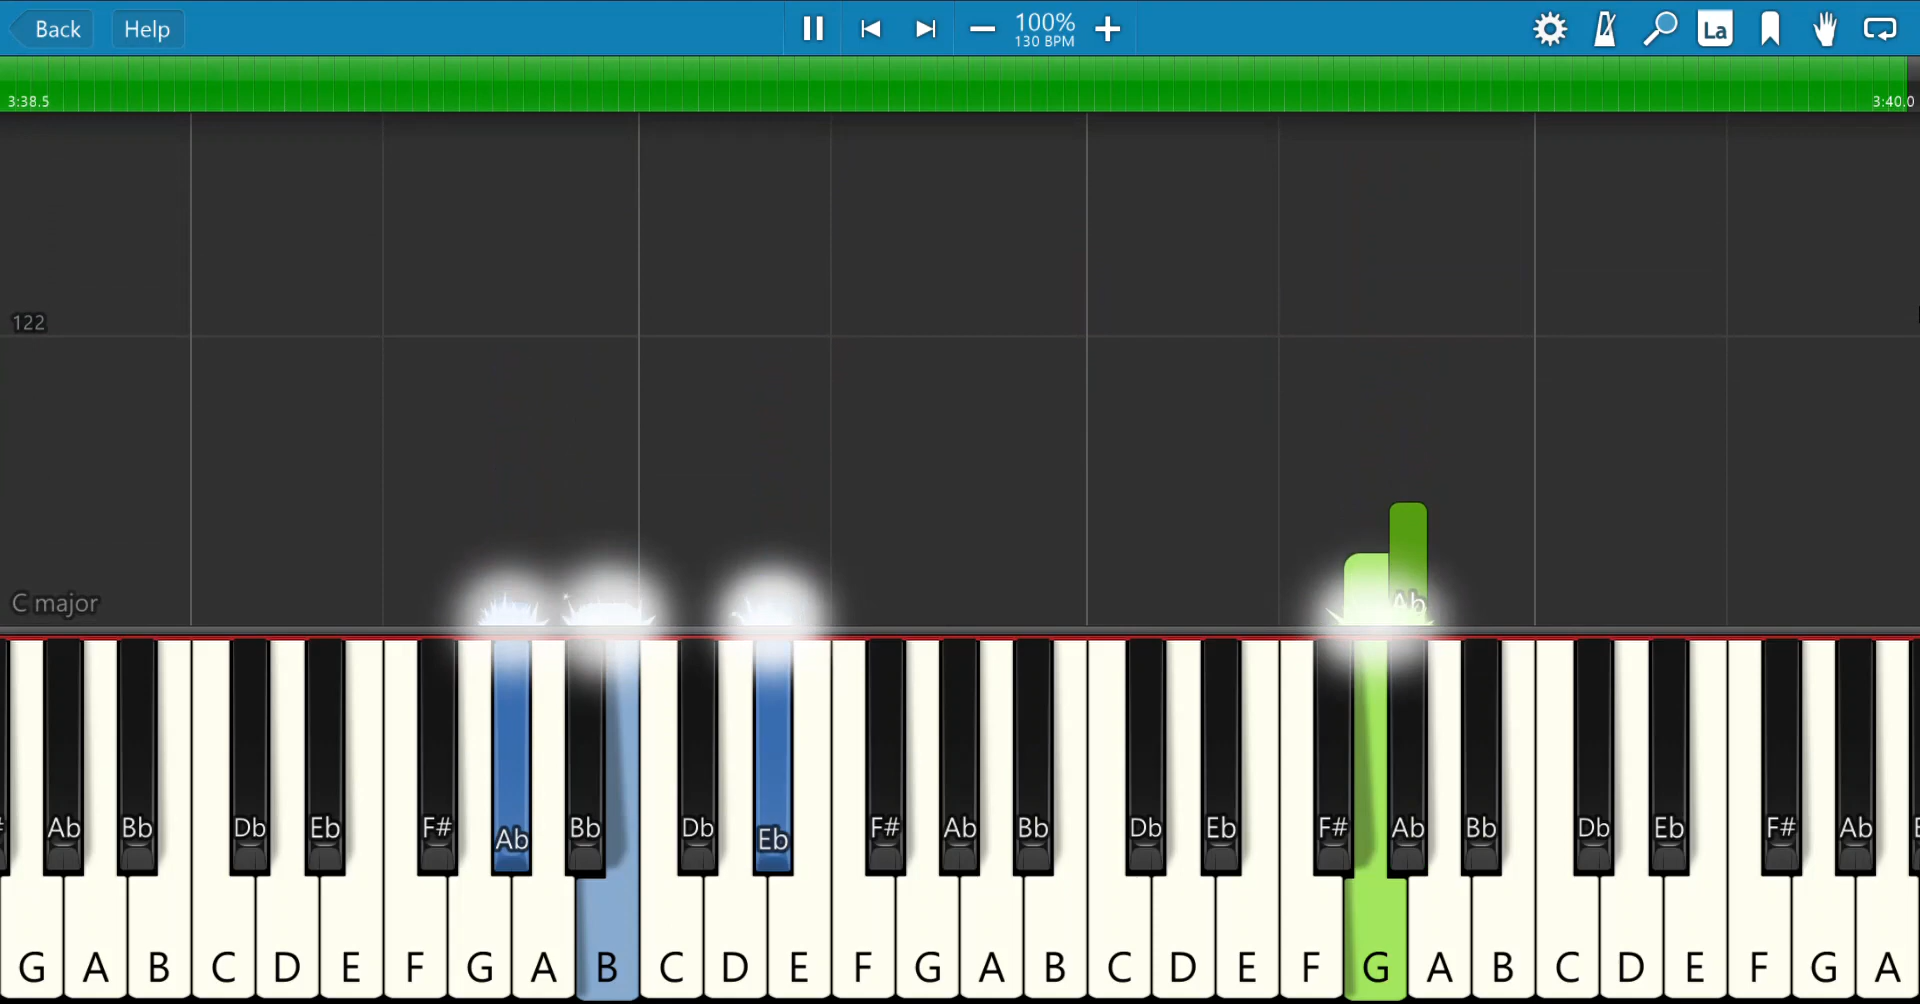 Back Help 100% La
130 BPM
3:38.5 3:40.0
122
Ab
C major
Ab Bb Db Eb F# Ab Bb Db Eb F# Ab Bb Db Eb F# Ab Bb Db Eb F# Ab
G A B C D E F G A B C D E F G A B C D E F G A B C D E F G A